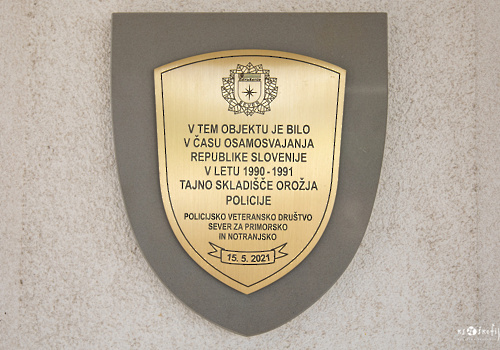 V TEM OBJEKTU JE BILO
V ČASU OSAMOSVAJANJA
REPUBLIKE SLOVENIJE
V LETU 1990 - 1991
TAJNO SKLADIŠČE OROŽJA
POLICIJE
POLICIJSKO VETERANSKO DRUŠTVO
SEVER ZA PRIMORSKO
IN NOTRANJSKO
15. 5. 2021